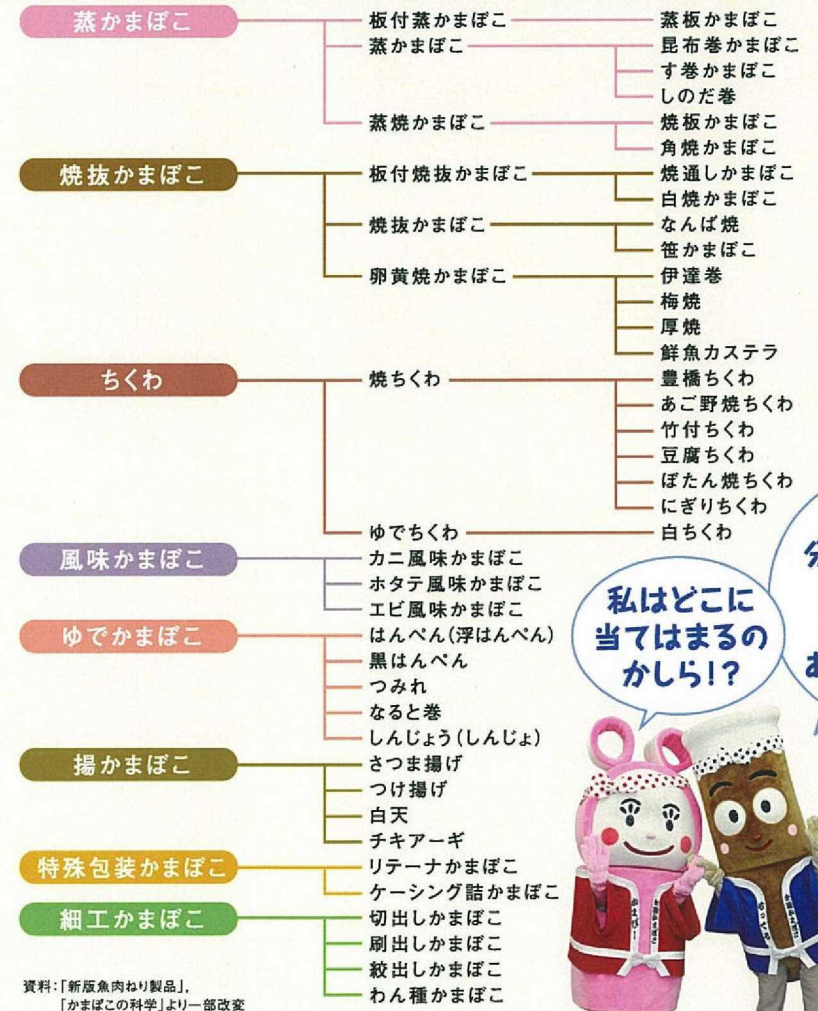 蒸かまぼこ
板付蒸かまぼこ
蒸板かまぼこ
蒸かまぼこ
昆布巻かまぼこ
す巻かまぼこ
しのだ巻
蒸焼かまぼこ
焼板かまぼこ
角焼かまぼこ
焼抜かまぼこ
板付焼抜かまぼこ
焼通しかまぼこ
白焼かまぼこ
焼抜かまぼこ
なんば焼
笹かまぼこ
卵黄焼かまぼこ
伊達巻
梅焼
厚焼
鮮魚カステラ
ちくわ
焼ちくわ
豊橋ちくわ
あご野焼ちくわ
竹付ちくわ
豆腐ちくわ
ぼたん焼ちくわ
にぎりちくわ
ゆでちくわ
白ちくわ
風味かまぼこ
カニ風味かまぼこ
ホタテ風味かまぼこ
エビ風味かまぼこ
ゆでかまぼこ
はんぺん(浮はんぺん)
黒はんぺん
つみれ
なると巻
しんじょう(しんじょ)
揚かまぼこ
さつま揚げ
つけ揚げ
白天
チキアーギ
特殊包装かまぼこ
リテーナかまぼこ
ケーシング詰かまぼこ
細工かまぼこ
切出しかまぼこ
刷出しかまぼこ
絞出しかまぼこ
わん種かまぼこ
私はどこに
当てはまるの
かしら!?
資料:「新版魚肉ねり製品」,
「かまぼこの科学」より一部改変